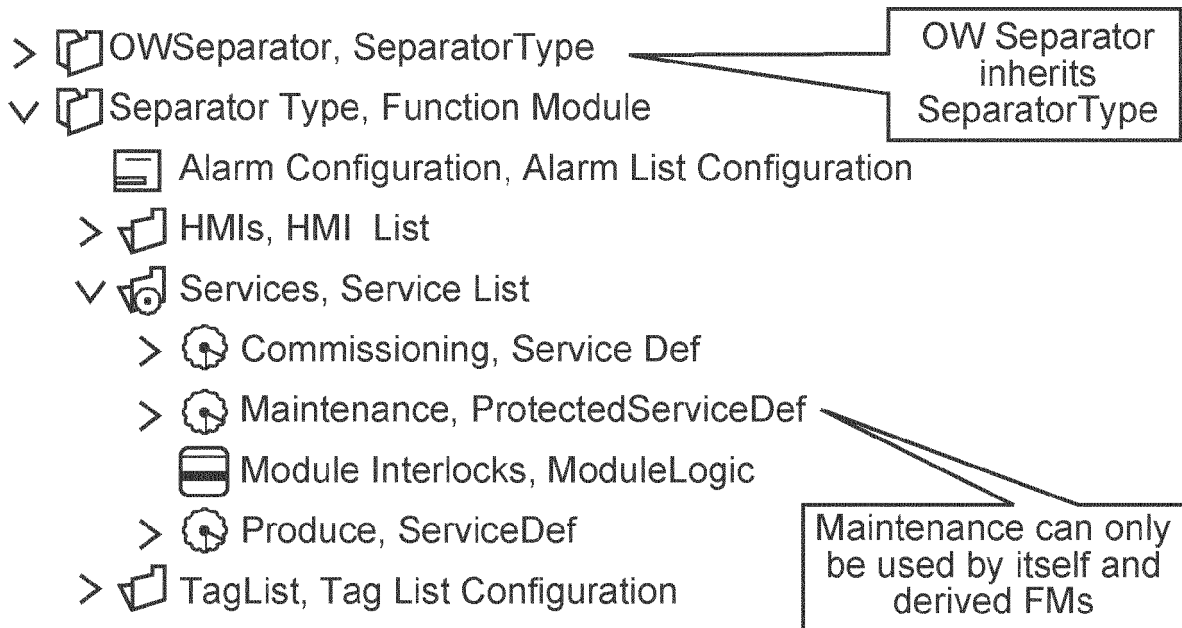 OWSeparator, SeparatorType
OW Separator
inherits
SeparatorType
Separator Type, Function Module
Alarm Configuration, Alarm List Configuration
HMIs, HMI List
Services, Service List
Commissioning, Service Def
Maintenance, ProtectedServiceDef
Module Interlocks, ModuleLogic
Produce, ServiceDef
Maintenance can only
be used by itself and
derived FMs
TagList, Tag List Configuration